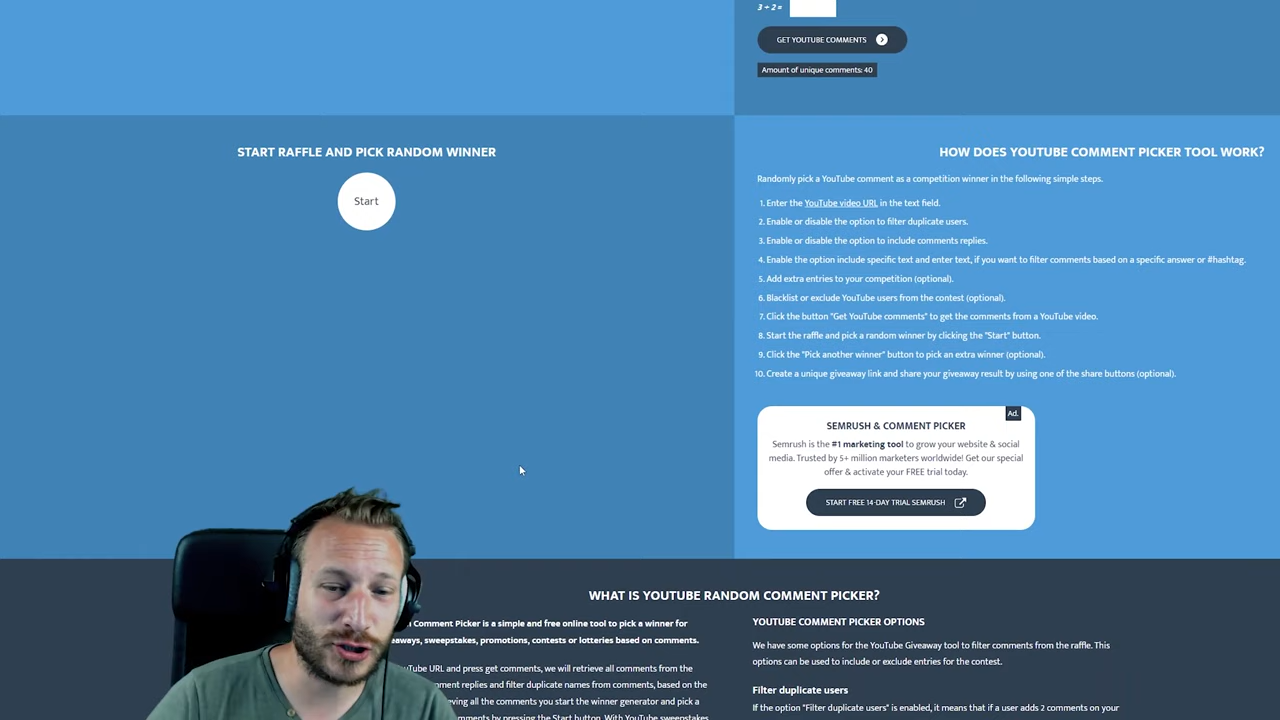 3 + 2 =
GET YOUTUBE COMMENTS
Amount of unique comments: 40
START RAFFLE AND PICK RANDOM WINNER
Start
HOW DOES YOUTUBE COMMENT PICKER TOOL WORK?
Randomly pick a YouTube comment as a competition winner in the following simple steps.
1. Enter the YouTube video URL in the text field.
2. Enable or disable the option to filter duplicate users.
3. Enable or disable the option to include comments replies.
4. Enable the option include specific text and enter text, if you want to filter comments based on a specific answer or #hashtag.
5. Add extra entries to your competition (optional).
6. Blacklist or exclude YouTube users from the contest (optional).
7. Click the button "Get YouTube comments" to get the comments from a YouTube video.
8. Start the raffle and pick a random winner by clicking the "Start" button.
9. Click the "Pick another winner" button to pick an extra winner (optional).
10. Create a unique giveaway link and share your giveaway result by using one of the share buttons (optional).
Ad.
SEMRUSH & COMMENT PICKER
Semrush is the #1 marketing tool to grow your website & social
media. Trusted by 5+ million marketers worldwide! Get our special
offer & activate your FREE trial today.
START FREE 14-DAY TRIAL SEMRUSH
WHAT IS YOUTUBE RANDOM COMMENT PICKER?
Comment Picker is a simple and free online tool to pick a winner for
sweepstakes, promotions, contests or lotteries based on comments.
URL and press get comments, we will retrieve all comments from the
replies and filter duplicate names from comments, based on the
all the comments you start the winner generator and pick a
by pressing the Start button. With YouTube sweepstakes
YOUTUBE COMMENT PICKER OPTIONS
We have some options for the YouTube Giveaway tool to filter comments from the raffle. This
options can be used to include or exclude entries for the contest.
Filter duplicate users
If the option "Filter duplicate users" is enabled, it means that if a user adds 2 comments on your